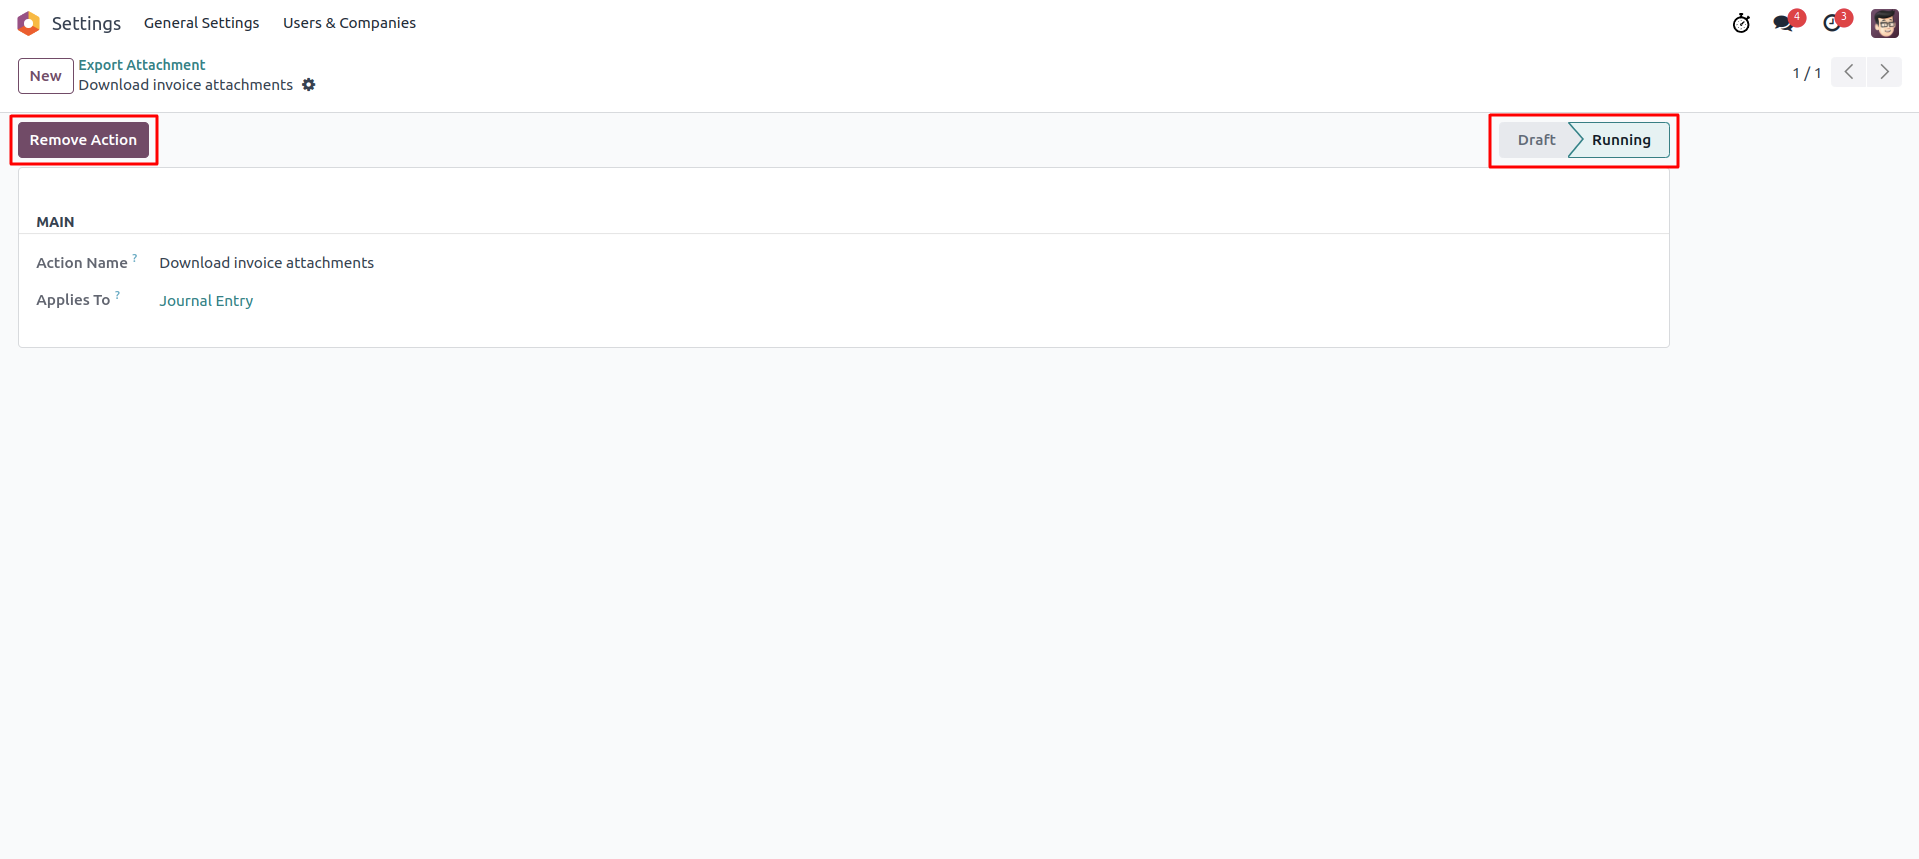 Settings General Settings Users & Companies 4 3
New Export Attachment
Download invoice attachments 1 / 1
Remove Action Draft Running
MAIN
Action Name ? Download invoice attachments
Applies To ? Journal Entry